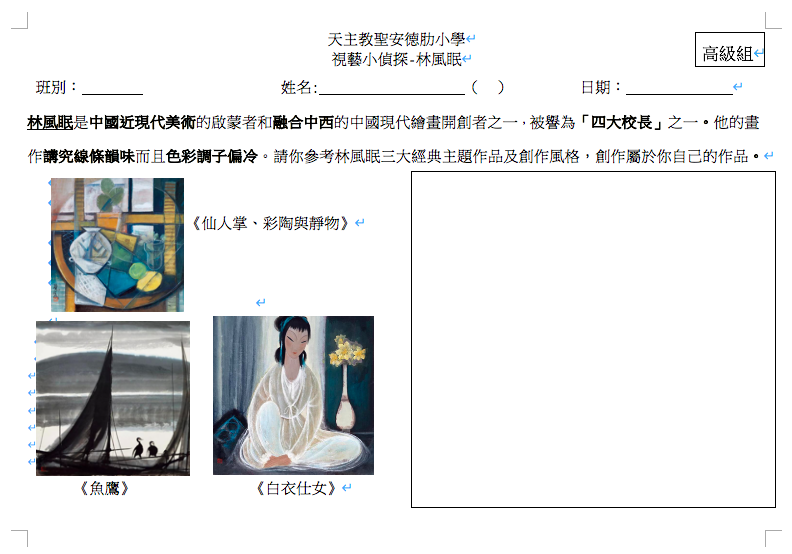 天主教聖安德肋小學
視藝小偵探-林風眠
高級組
班別：________ 姓名:____________________( ) 日期：______________
林風眠是中國近現代美術的啟蒙者和融合中西的中國現代繪畫開創者之一，被譽為「四大校長」之一。他的畫
作講究線條韻味而且色彩調子偏冷。請你參考林風眠三大經典主題作品及創作風格，創作屬於你自己的作品。
《仙人掌、彩陶與靜物》
《魚鷹》 《白衣仕女》